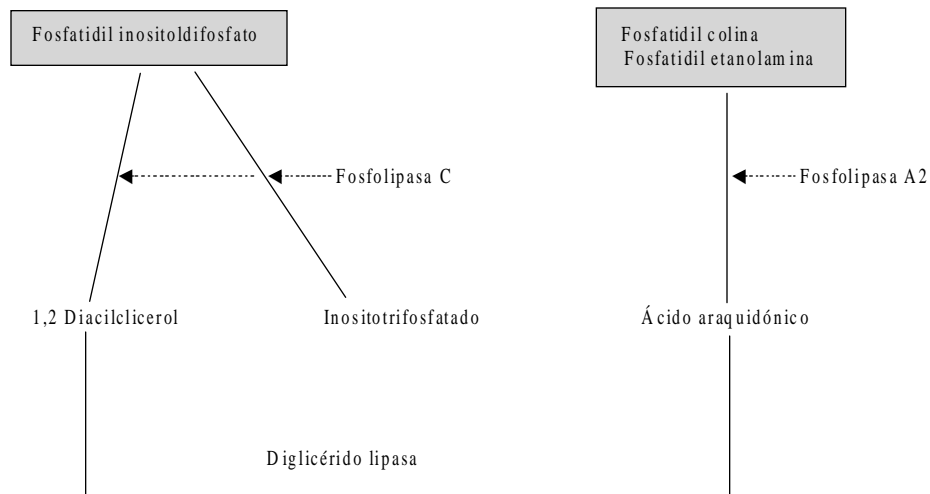 Fosfatidil inositoldifosfato
Fosfatidil colina
Fosfatidil etanolamina
Fosfolipasa C
Fosfolipasa A2
1,2 Diacilclicerol
Inositotrifosfatado
Ácido araquidónico
Diglicérido lipasa